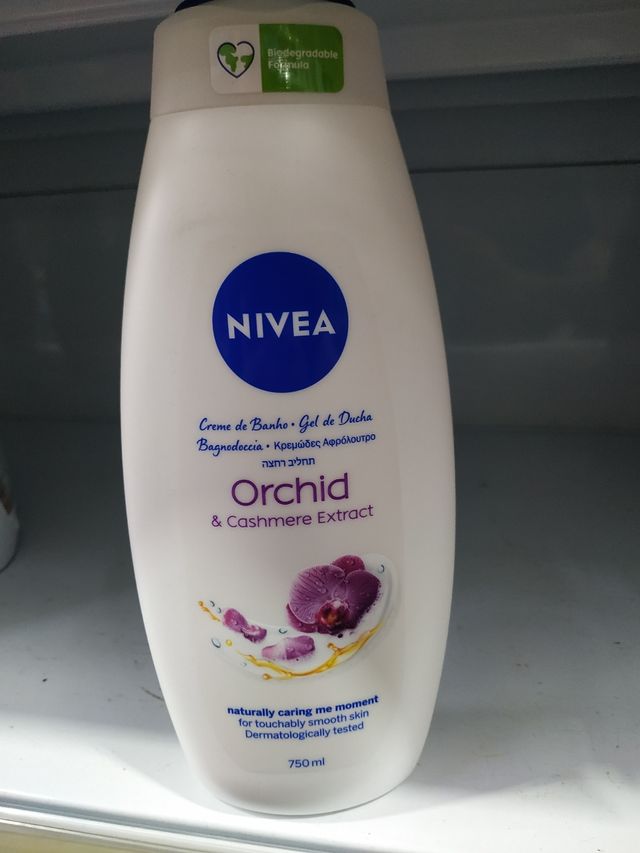 Biodegradable
Formula
NIVEA
Creme de Banho • Gel de Ducha
Bagnodoccia • Κρεμώδες Αφρόλουτρο
תחליב רחצה
Orchid
& Cashmere Extract
naturally caring me moment
for touchably smooth skin
Dermatologically tested
750 ml